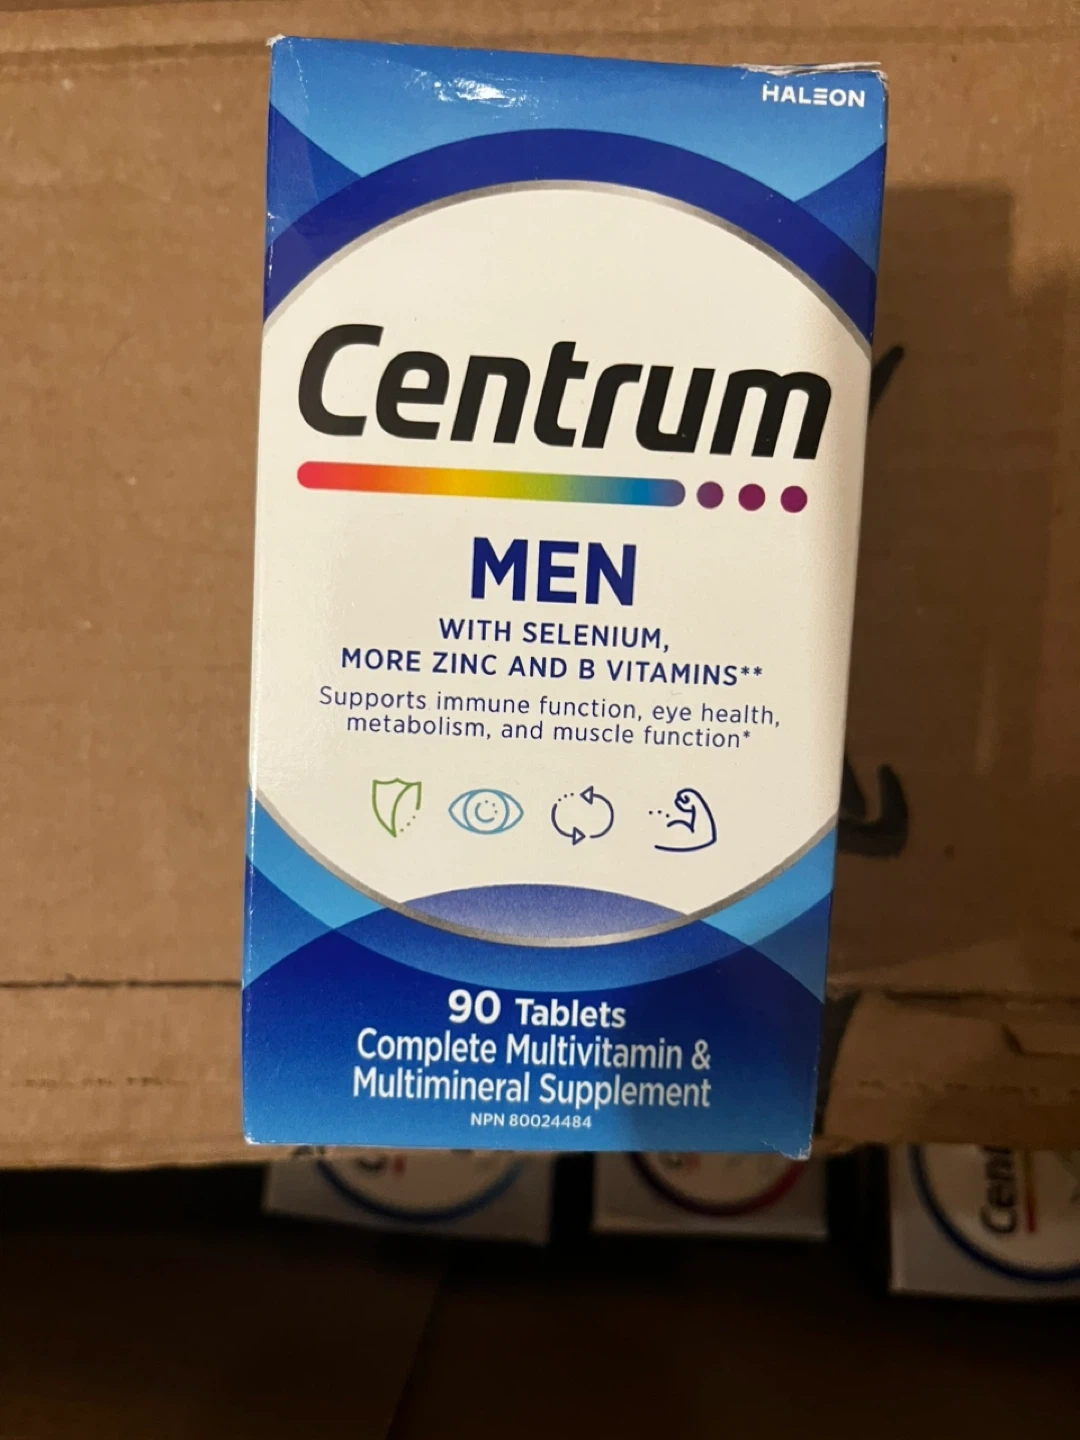 HALEON
Centrum
MEN
WITH SELENIUM,
MORE ZINC AND B VITAMINS**
Supports immune function, eye health,
metabolism, and muscle function*
90 Tablets
Complete Multivitamin &
Multimineral Supplement
NPN 80024484
Cent